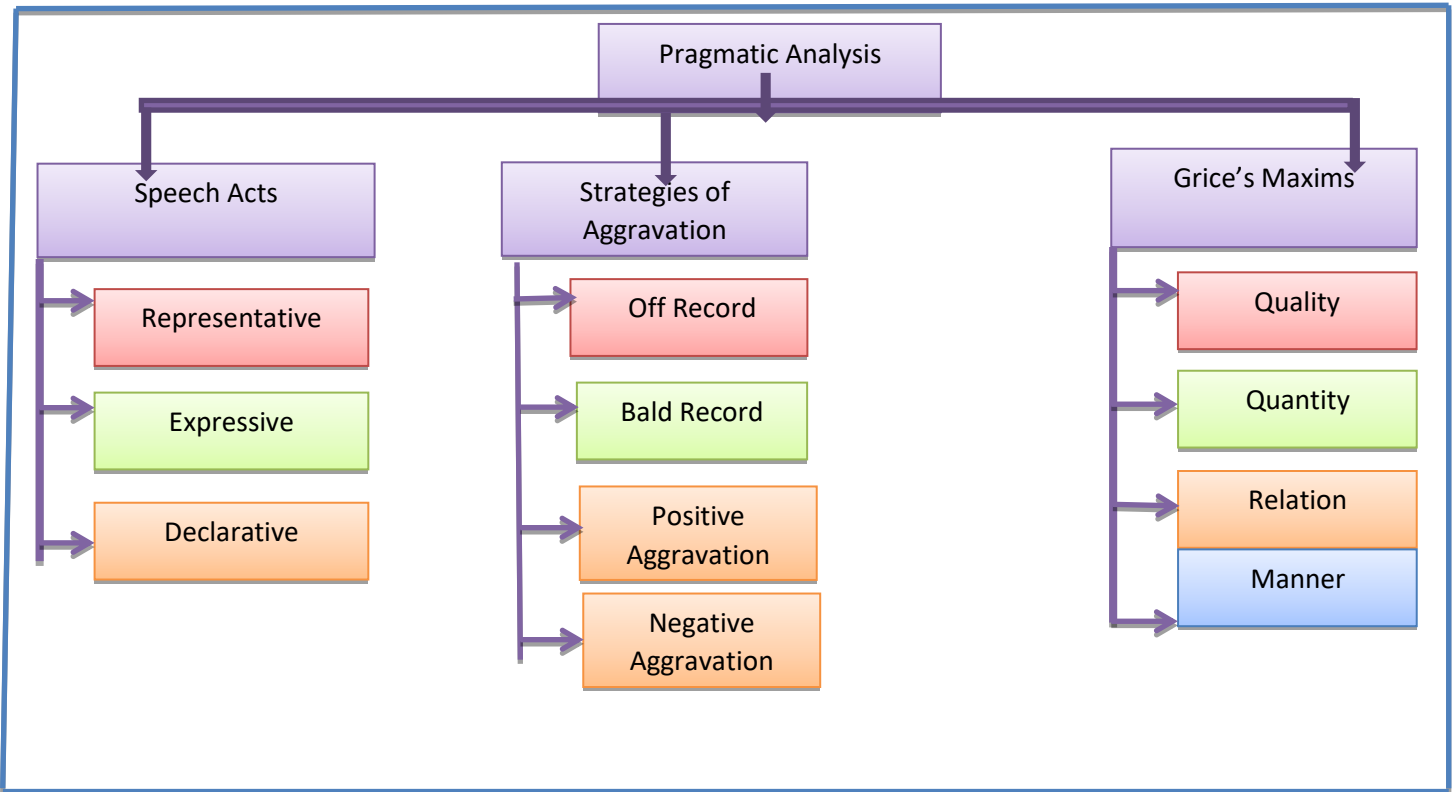 Pragmatic Analysis
Speech Acts
Representative
Expressive
Declarative
Strategies of
Aggravation
Off Record
Bald Record
Positive
Aggravation
Negative
Aggravation
Grice’s Maxims
Quality
Quantity
Relation
Manner